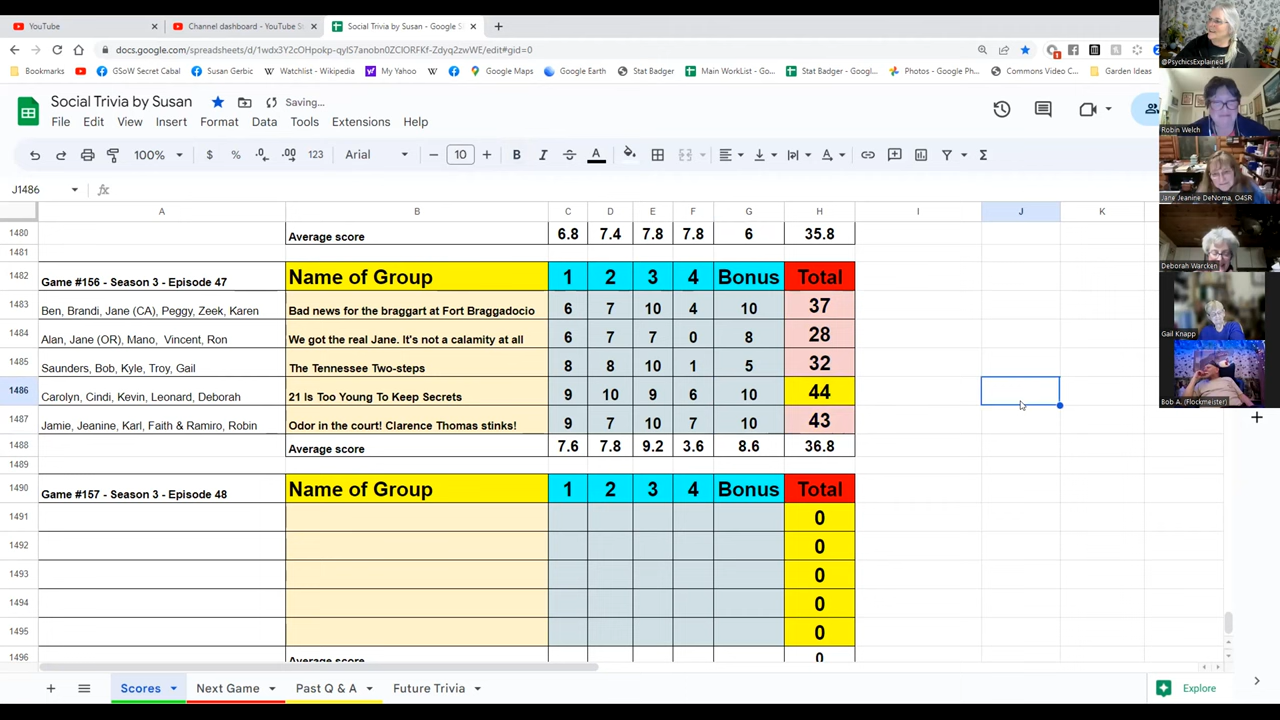 YouTube
Channel dashboard - YouTube S
Social Trivia by Susan - Google S
docs.google.com/spreadsheets/d/1wdx3Y2cOHpokp-qyIS7anobn0ZCIORFKf-Zdyq2zwWE/edit#gid=0
Bookmarks
GSoW Secret Cabal
Susan Gerbic
Watchlist - Wikipedia
My Yahoo
Google Maps
Google Earth
Stat Badger
Main WorkList - Go...
Stat Badger - Googl...
Photos - Google Ph...
Commons Video C...
Garden Ideas
Social Trivia by Susan
Saving...
File Edit View Insert Format Data Tools Extensions Help
100% $ % .0 .00 123 Arial 10 B I A
J1486 fx
A B C D E F G H I J K
1480 Average score 6.8 7.4 7.8 7.8 6 35.8
1481
1482 Game #156 - Season 3 - Episode 47 Name of Group 1 2 3 4 Bonus Total
1483 Ben, Brandi, Jane (CA), Peggy, Zeek, Karen Bad news for the braggart at Fort Braggadocio 6 7 10 4 10 37
1484 Alan, Jane (OR), Mano, Vincent, Ron We got the real Jane. It's not a calamity at all 6 7 7 0 8 28
1485 Saunders, Bob, Kyle, Troy, Gail The Tennessee Two-steps 8 8 10 1 5 32
1486 Carolyn, Cindi, Kevin, Leonard, Deborah 21 Is Too Young To Keep Secrets 9 10 9 6 10 44
1487 Jamie, Jeanine, Karl, Faith & Ramiro, Robin Odor in the court! Clarence Thomas stinks! 9 7 10 7 10 43
1488 Average score 7.6 7.8 9.2 3.6 8.6 36.8
1489
1490 Game #157 - Season 3 - Episode 48 Name of Group 1 2 3 4 Bonus Total
1491 0
1492 0
1493 0
1494 0
1495 0
1496 Average score 0
Scores Next Game Past Q & A Future Trivia
Explore
@PsychicsExplained
Robin Welch
Jane Jeanine DeNoma, O4SR
Deborah Warcken
Gail Knapp
Bob A. (Flockmeister)